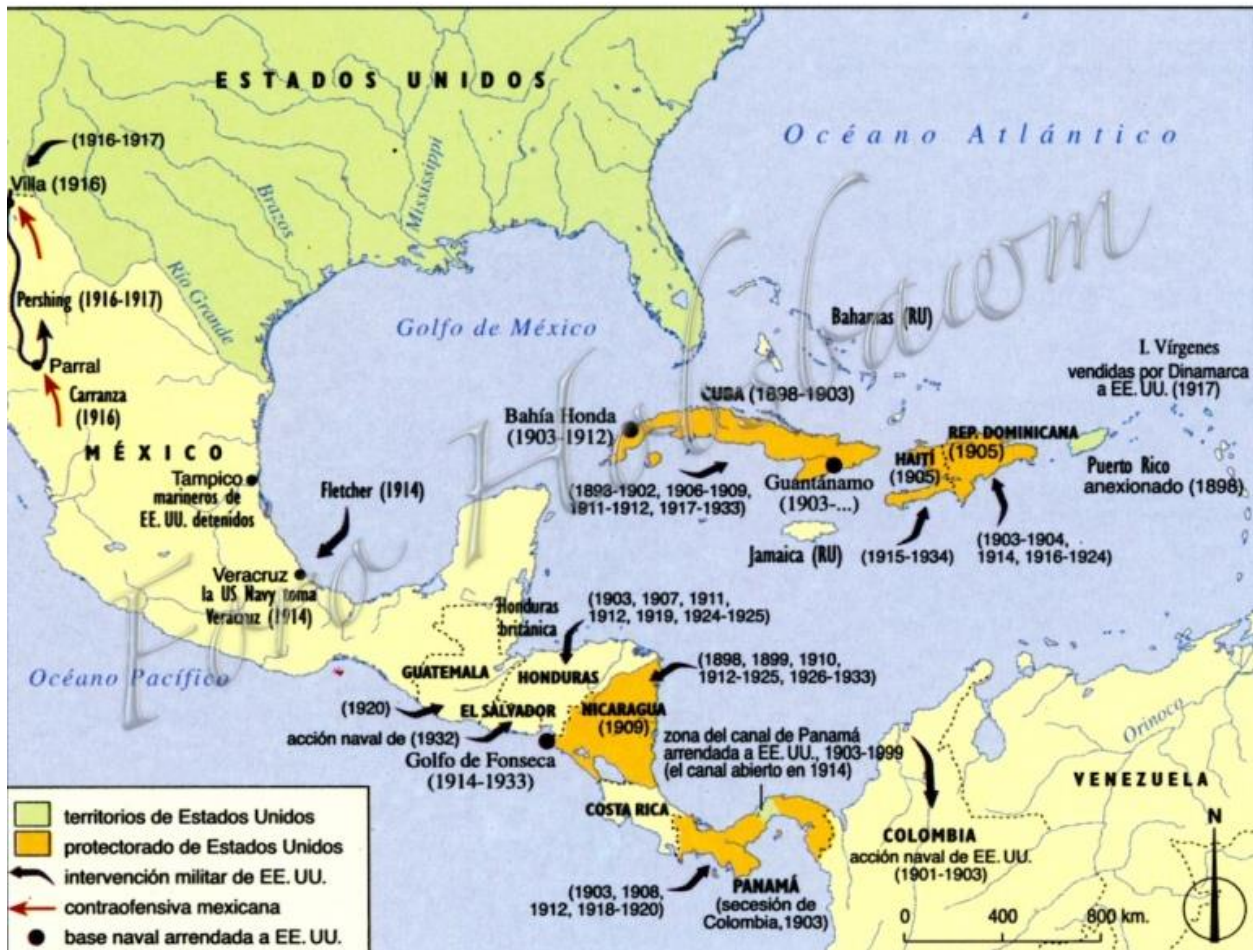 ESTADOS UNIDOS
Océano Atlántico
(1916-1917)
Villa (1916)
Brazos
Mississippi
Río Grande
Pershing (1916-1917)
Golfo de México
Bahamas (RU)
Parral
Carranza
(1916)
I. Vírgenes
vendidas por Dinamarca
a EE. UU. (1917)
CUBA (1898-1903)
Bahía Honda
(1903-1912)
MÉXICO
REP. DOMINICANA
(1905)
HAITÍ
(1905)
Puerto Rico
anexionado (1898)
Tampico
marineros de
EE. UU. detenidos
Fletcher (1914)
(1893-1902, 1906-1909,
1911-1912, 1917-1933)
Guantánamo
(1903-...)
Jamaica (RU)
(1915-1934)
(1903-1904,
1914, 1916-1924)
Veracruz
la US Navy toma
Veracruz (1914)
Honduras
británica
(1903, 1907, 1911,
1912, 1919, 1924-1925)
Océano Pacífico
GUATEMALA
HONDURAS
(1898, 1899, 1910,
1912-1925, 1926-1933)
(1920)
EL SALVADOR
NICARAGUA
(1909)
acción naval de (1932)
Golfo de Fonseca
(1914-1933)
zona del canal de Panamá
arrendada a EE. UU., 1903-1999
(el canal abierto en 1914)
Orinoco
VENEZUELA
COSTA RICA
COLOMBIA
acción naval de EE. UU.
(1901-1903)
(1903, 1908,
1912, 1918-1920)
PANAMÁ
(secesión de
Colombia, 1903)
N
0 400 800 km.
territorios de Estados Unidos
protectorado de Estados Unidos
intervención militar de EE. UU.
contraofensiva mexicana
base naval arrendada a EE. UU.
Foro Hobsbawm